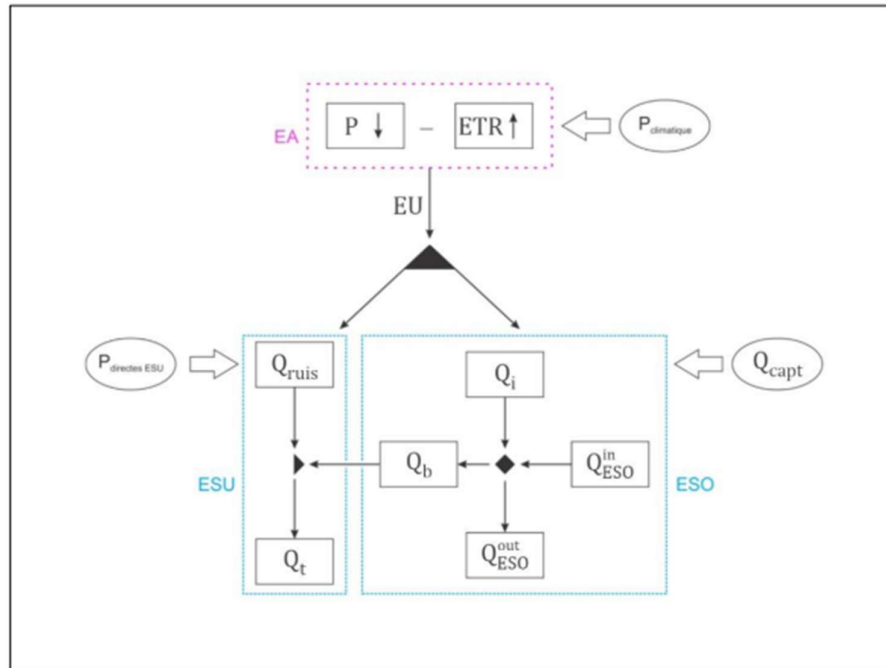 P ↓ – ETR ↑
P climatique
EA
EU
P directes ESU
Q ruis
Q i
Q capt
Q b
Q in ESO
ESU
ESO
Q t
Q out ESO